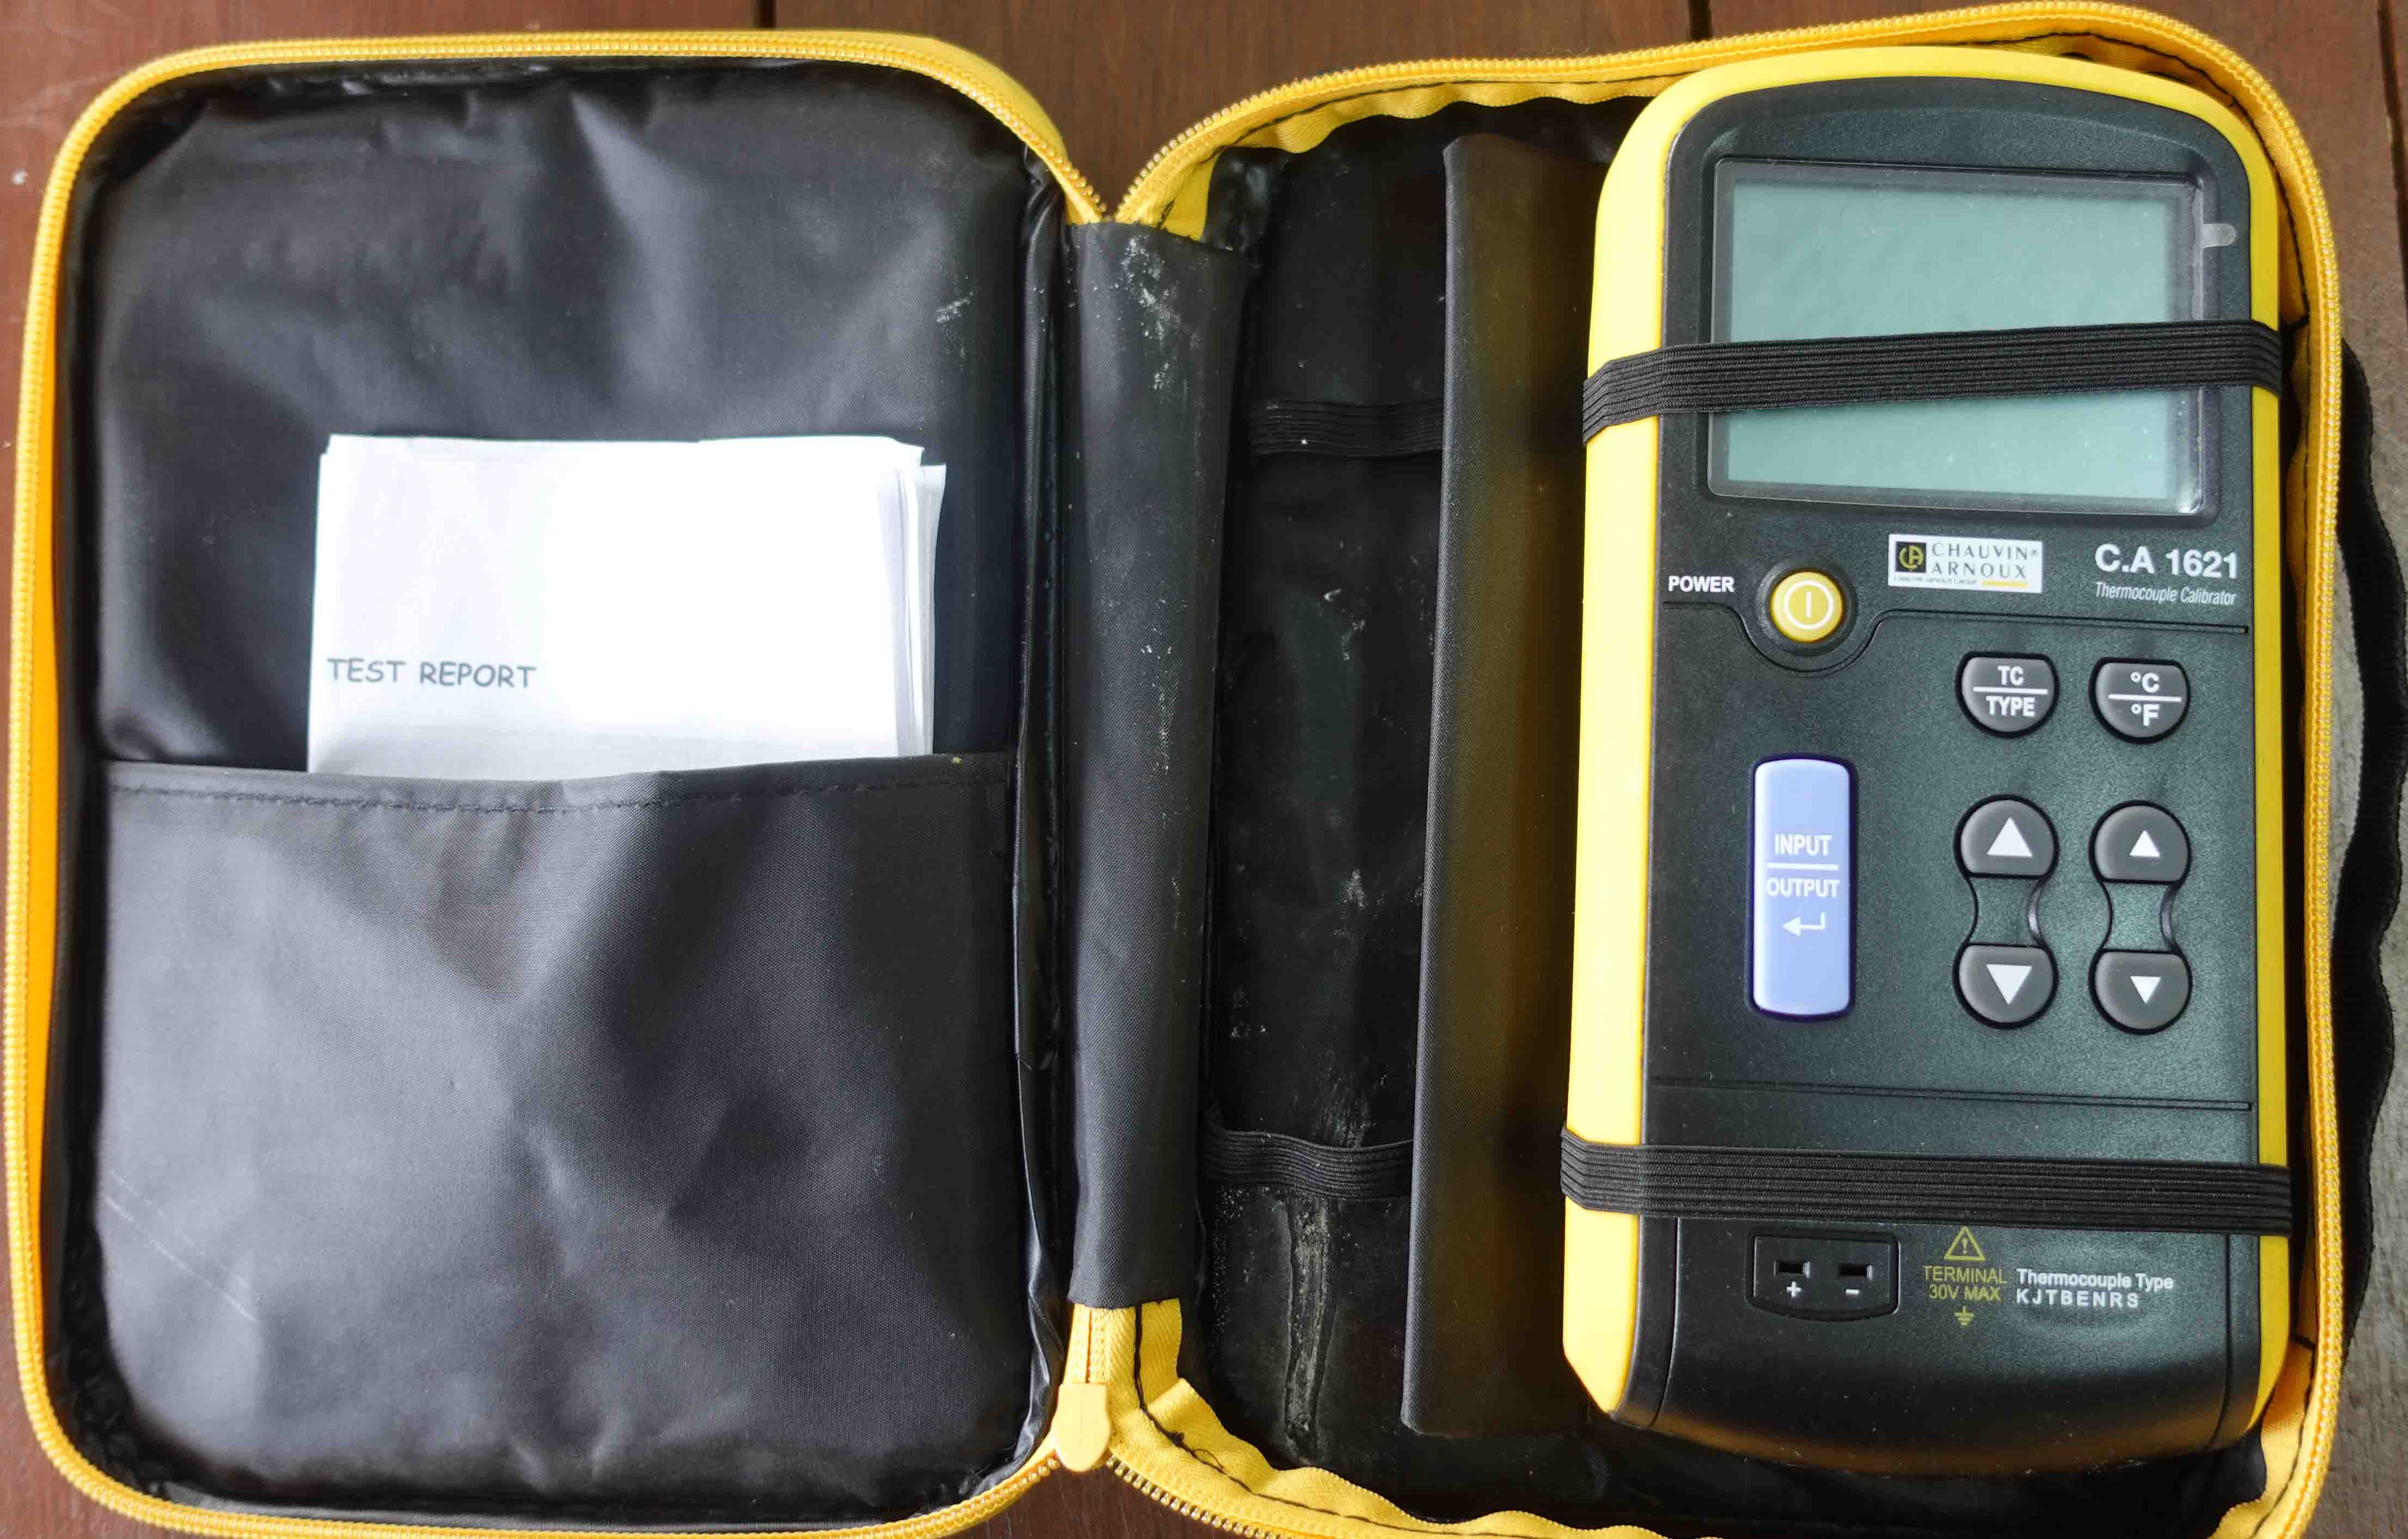 TEST REPORT
CHAUVIN®
ARNOUX
CHAUVIN ARNOUX GROUP
C.A 1621
Thermocouple Calibrator
POWER
TC
TYPE
°C
°F
INPUT
OUTPUT
+ -
TERMINAL
30V MAX
Thermocouple Type
KJTBENRS